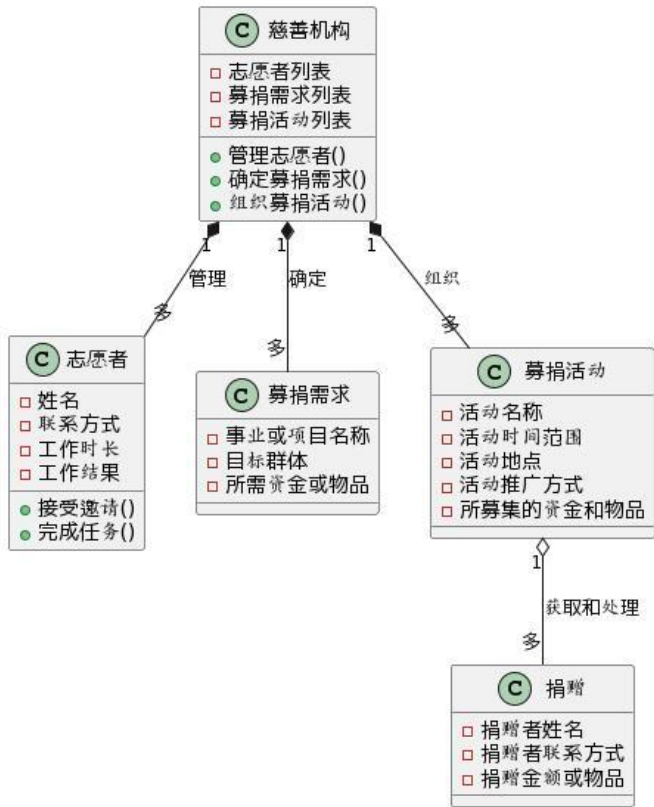 C 慈善机构
志愿者列表
募捐需求列表
募捐活动列表
管理志愿者()
确定募捐需求()
组织募捐活动()
1 1 1
管理 确定 组织
多 多 多
C 志愿者
姓名
联系方式
工作时长
工作结果
接受邀请()
完成任务()
C 募捐需求
事业或项目名称
目标群体
所需资金或物品
C 募捐活动
活动名称
活动时间范围
活动地点
活动推广方式
所募集的资金和物品
1
获取和处理
多
C 捐赠
捐赠者姓名
捐赠者联系方式
捐赠金额或物品